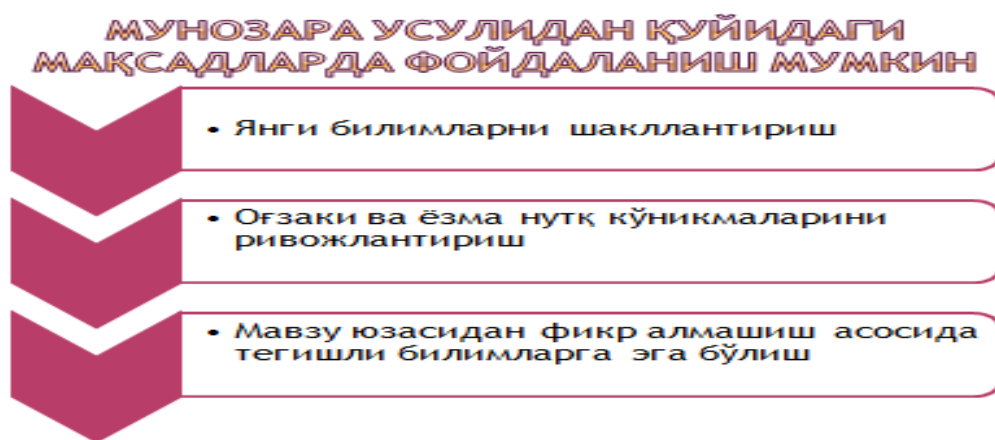 МУНОЗАРА УСУЛИДАН ҚУЙИДАГИ
МАҚСАДЛАРДА ФОЙДАЛАНИШ МУМКИН
• Янги билимларни шакллантириш
• Оғзаки ва ёзма нутқ кўникмаларини
ривожлантириш
• Мавзу юзасидан фикр алмашиш асосида
тегишли билимларга эга бўлиш